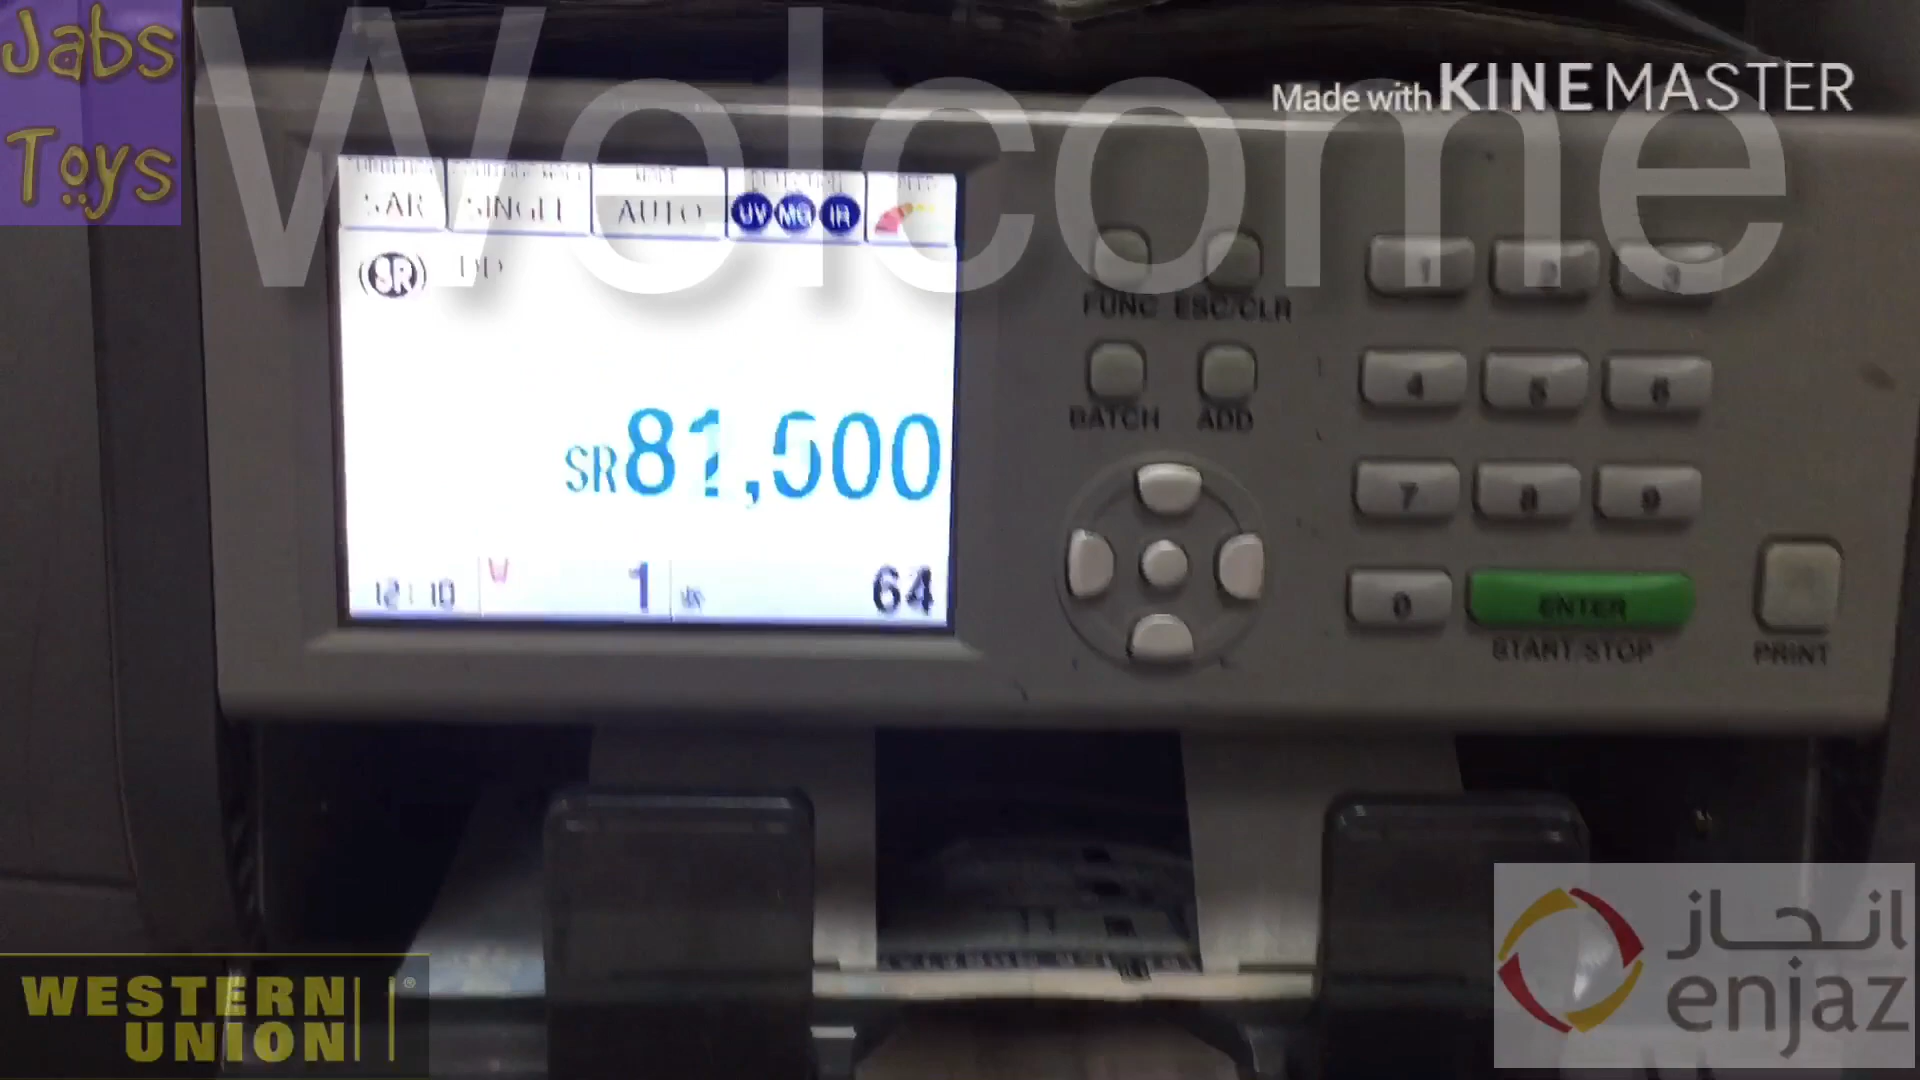 Jabs
Toys
Welcome
Made with KINEMASTER
SAR SINGLE AUTO UV MG IR
SR
SR
1
64
FUNC ESC/CLR
BATCH ADD
1 2 3
4 5 6
7 8 9
0 ENTER
START/STOP
PRINT
WESTERN
UNION
انجاز
enjaz